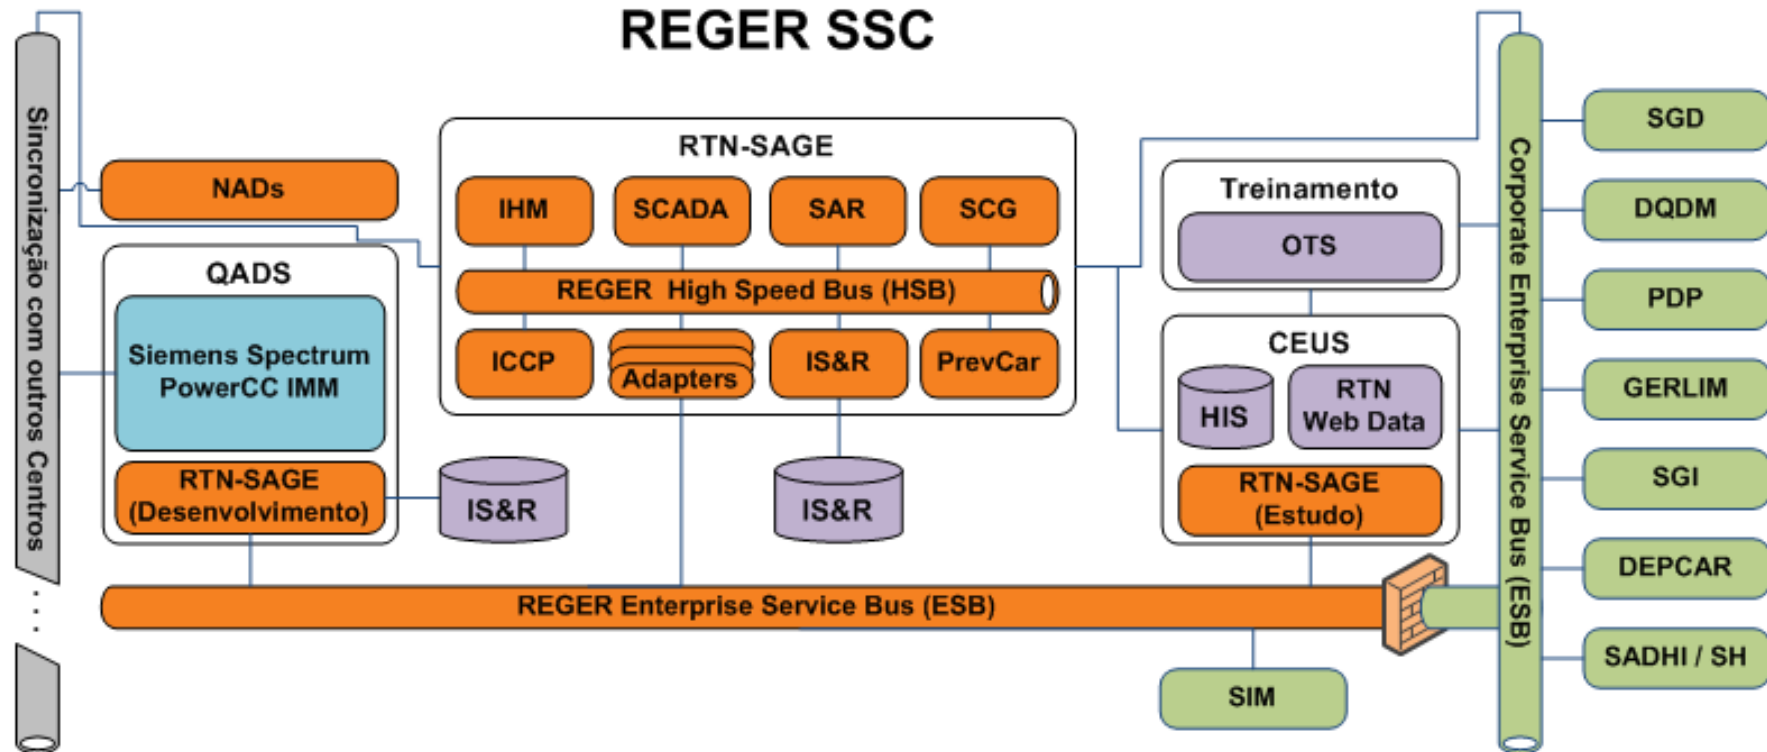 REGER SSC
Sincronização com outros Centros
NADs
QADS
Siemens Spectrum
PowerCC IMM
RTN-SAGE
(Desenvolvimento)
IS&R
RTN-SAGE
IHM
SCADA
SAR
SCG
REGER High Speed Bus (HSB)
ICCP
Adapters
IS&R
PrevCar
IS&R
Treinamento
OTS
CEUS
HIS
RTN
Web Data
RTN-SAGE
(Estudo)
REGER Enterprise Service Bus (ESB)
SIM
Corporate Enterprise Service Bus (ESB)
SGD
DQDM
PDP
GERLIM
SGI
DEPCAR
SADHI / SH